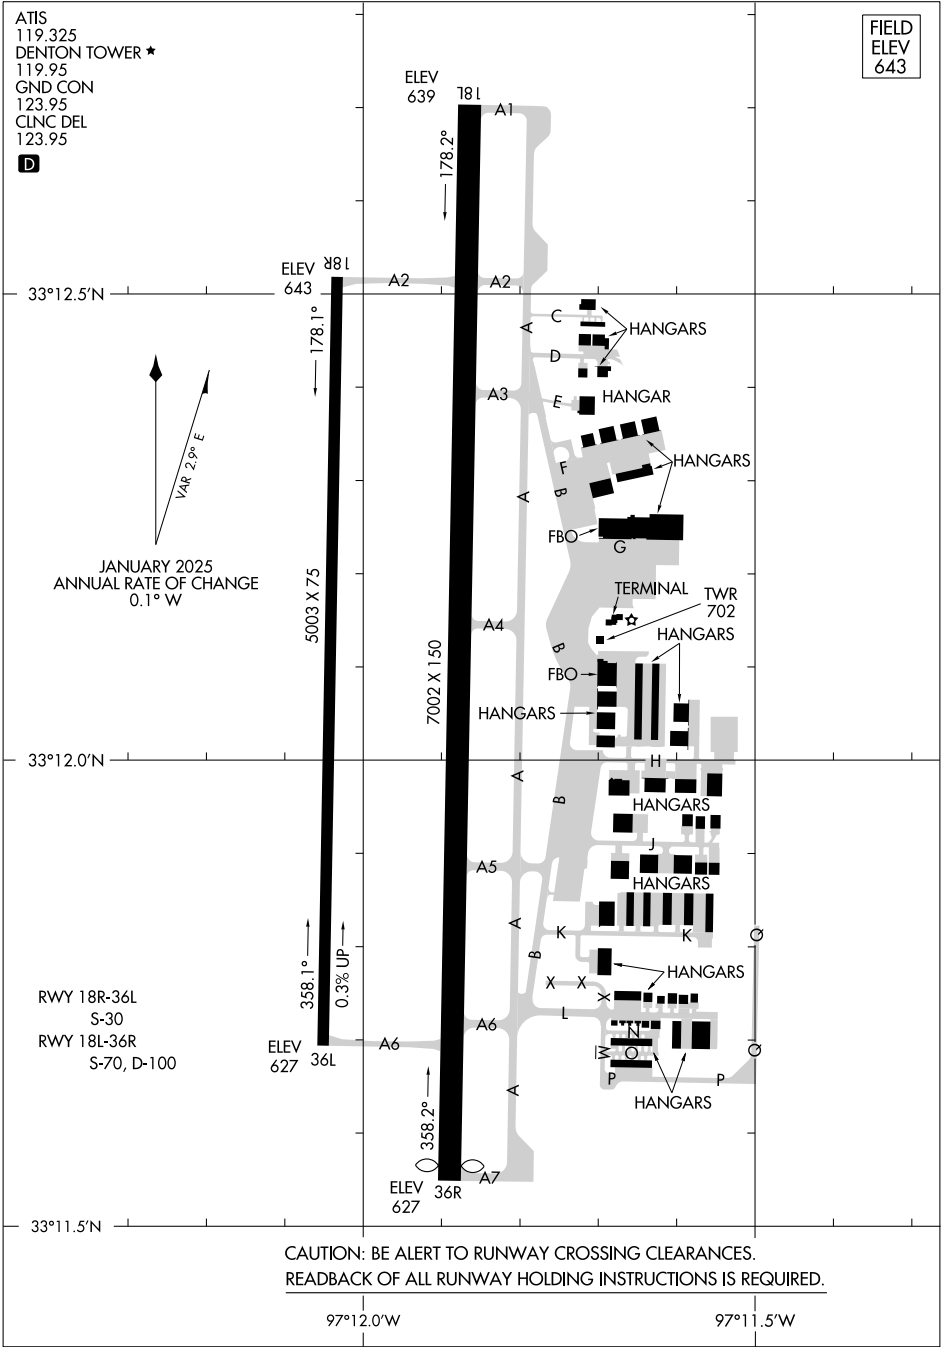 ATIS
119.325
DENTON TOWER ★
119.95
GND CON
123.95
CLNC DEL
123.95
D
FIELD
ELEV
643
ELEV
639
18L
A1
178.2°
ELEV
643
18R
A2
A2
33°12.5'N
C
HANGARS
A
178.1°
D
A3
E
HANGAR
VAR 2.9° E
F
HANGARS
A
B
FBO
G
JANUARY 2025
ANNUAL RATE OF CHANGE
0.1° W
5003 X 75
TERMINAL
TWR
702
A4
HANGARS
B
7002 X 150
FBO
HANGARS
33°12.0'N
H
A
B
HANGARS
J
A5
HANGARS
A
K
K
Q
B
358.1°
0.3% UP
HANGARS
X
X
X
RWY 18R-36L
S-30
RWY 18L-36R
S-70, D-100
L
A6
N
ELEV
627
36L
A6
W
O
Q
P
P
A
358.2°
HANGARS
A7
ELEV
627
36R
33°11.5'N
CAUTION: BE ALERT TO RUNWAY CROSSING CLEARANCES.
READBACK OF ALL RUNWAY HOLDING INSTRUCTIONS IS REQUIRED.
97°12.0'W
97°11.5'W